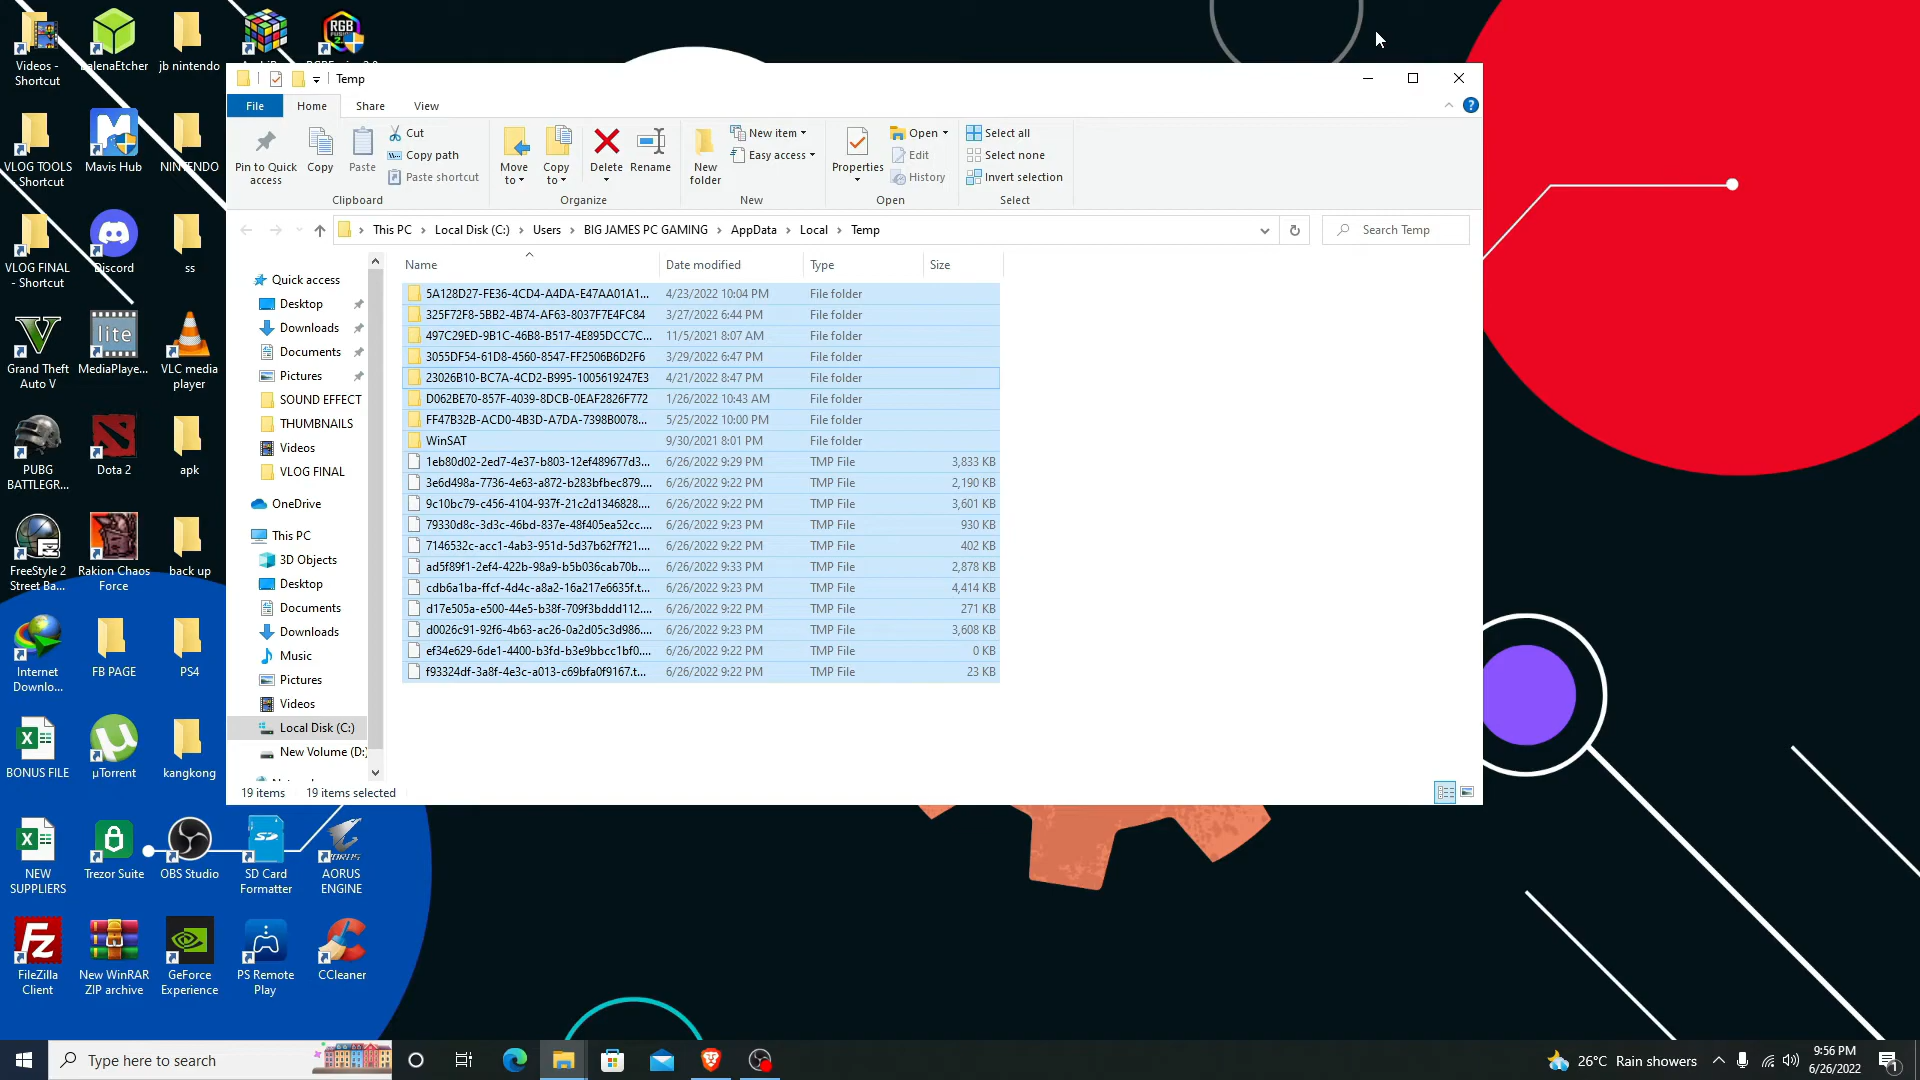 Videos -
Shortcut
balenaEtcher
jb nintendo
VLOG TOOLS
Shortcut
Mavis Hub
NINTENDO
VLOG FINAL
- Shortcut
Discord
ss
Grand Theft
Auto V
lite
MediaPlaye...
VLC media
player
PUBG
BATTLEGR...
Dota 2
apk
FreeStyle 2
Street Ba...
Rakion Chaos
Force
back up
Internet
Downlo...
FB PAGE
PS4
BONUS FILE
µTorrent
kangkong
NEW
SUPPLIERS
Trezor Suite
OBS Studio
SD Card
Formatter
AORUS
ENGINE
FileZilla
Client
New WinRAR
ZIP archive
GeForce
Experience
PS Remote
Play
CCleaner
RGB
Temp
File
Home
Share
View
Pin to Quick
access
Copy
Paste
Cut
Copy path
Paste shortcut
Clipboard
Move
to
Copy
to
Delete
Rename
Organize
New
folder
New item
Easy access
New
Properties
Open
Edit
History
Open
Select all
Select none
Invert selection
Select
This PC > Local Disk (C:) > Users > BIG JAMES PC GAMING > AppData > Local > Temp
Search Temp
Quick access
Desktop
Downloads
Documents
Pictures
SOUND EFFECT
THUMBNAILS
Videos
VLOG FINAL
OneDrive
This PC
3D Objects
Desktop
Documents
Downloads
Music
Pictures
Videos
Local Disk (C:)
New Volume (D:)
Name Date modified Type Size
5A128D27-FE36-4CD4-A4DA-E47AA01A1... 4/23/2022 10:04 PM File folder
325F72F8-5BB2-4B74-AF63-8037F7E4FC84 3/27/2022 6:44 PM File folder
497C29ED-9B1C-46B8-B517-4E895DCC7C... 11/5/2021 8:07 AM File folder
3055DF54-61D8-4560-8547-FF2506B6D2F6 3/29/2022 6:47 PM File folder
23026B10-BC7A-4CD2-B995-1005619247E3 4/21/2022 8:47 PM File folder
D062BE70-857F-4039-8DCB-0EAF2826F772 1/26/2022 10:43 AM File folder
FF47B32B-ACD0-4B3D-A7DA-7398B0078... 5/25/2022 10:00 PM File folder
WinSAT 9/30/2021 8:01 PM File folder
1eb80d02-2ed7-4e37-b803-12ef489677d3... 6/26/2022 9:29 PM TMP File 3,833 KB
3e6d498a-7736-4e63-a872-b283bfbec879.... 6/26/2022 9:22 PM TMP File 2,190 KB
9c10bc79-c456-4104-937f-21c2d1346828.... 6/26/2022 9:22 PM TMP File 3,601 KB
79330d8c-3d3c-46bd-837e-48f405ea52cc.... 6/26/2022 9:23 PM TMP File 930 KB
7146532c-acc1-4ab3-951d-5d37b62f7f21.... 6/26/2022 9:22 PM TMP File 402 KB
ad5f89f1-2ef4-422b-98a9-b5b036cab70b.... 6/26/2022 9:33 PM TMP File 2,878 KB
cdb6a1ba-ffcf-4d4c-a8a2-16a217e6635f.t... 6/26/2022 9:23 PM TMP File 4,414 KB
d17e505a-e500-44e5-b38f-709f3bddd112.... 6/26/2022 9:22 PM TMP File 271 KB
d0026c91-92f6-4b63-ac26-0a2d05c3d986.... 6/26/2022 9:23 PM TMP File 3,608 KB
ef34e629-6de1-4400-b3fd-b3e9bbcc1bf0.... 6/26/2022 9:22 PM TMP File 0 KB
f93324df-3a8f-4e3c-a013-c69bfa0f9167.t... 6/26/2022 9:22 PM TMP File 23 KB
19 items 19 items selected
Type here to search
26°C Rain showers
9:56 PM
6/26/2022
1